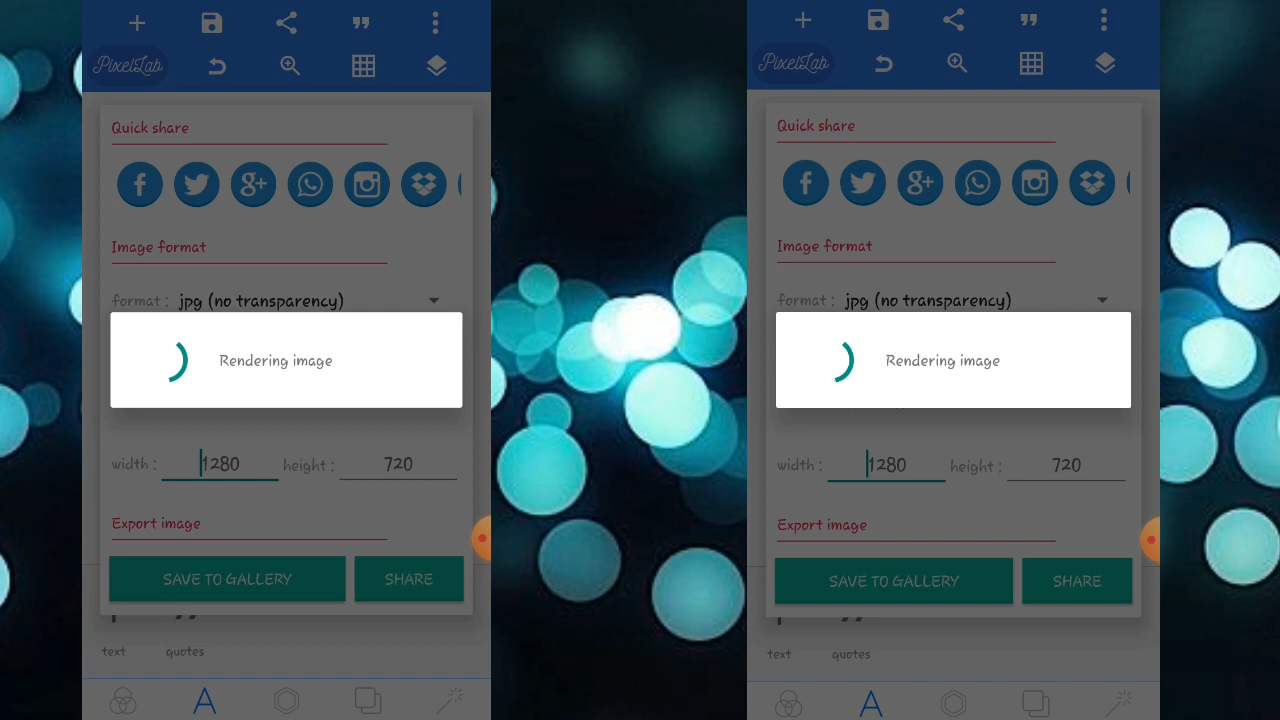 PixelLab
Quick share
Image format
format : jpg (no transparency)
Rendering image
width : 1280 height : 720
Export image
SAVE TO GALLERY SHARE
text quotes
PixelLab
Quick share
Image format
format : jpg (no transparency)
Rendering image
width : 1280 height : 720
Export image
SAVE TO GALLERY SHARE
text quotes